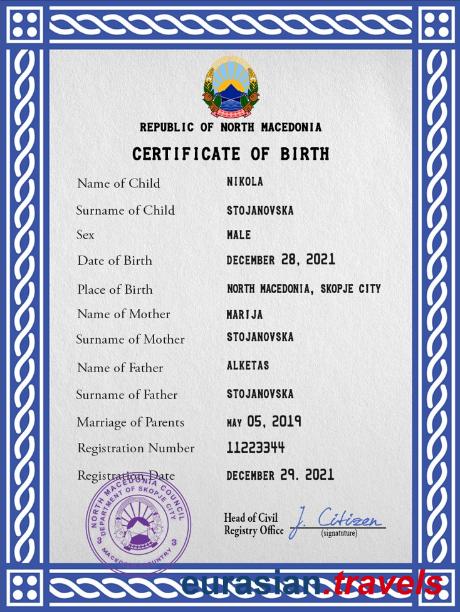 REPUBLIC OF NORTH MACEDONIA
CERTIFICATE OF BIRTH
Name of Child NIKOLA
Surname of Child STOJANOVSKA
Sex MALE
Date of Birth DECEMBER 28, 2021
Place of Birth NORTH MACEDONIA, SKOPJE CITY
Name of Mother MARIJA
Surname of Mother STOJANOVSKA
Name of Father ALKETAS
Surname of Father STOJANOVSKA
Marriage of Parents MAY 05, 2019
Registration Number 11223344
Registration Date DECEMBER 29. 2021
NORTH MACEDONIA COUNCIL
DEPARTMENT OF SKOPJE CITY
3 3
MACEDONIA COUNTRY
Head of Civil
Registry Office J. Citizen
(signatuture)
eurasian.travels